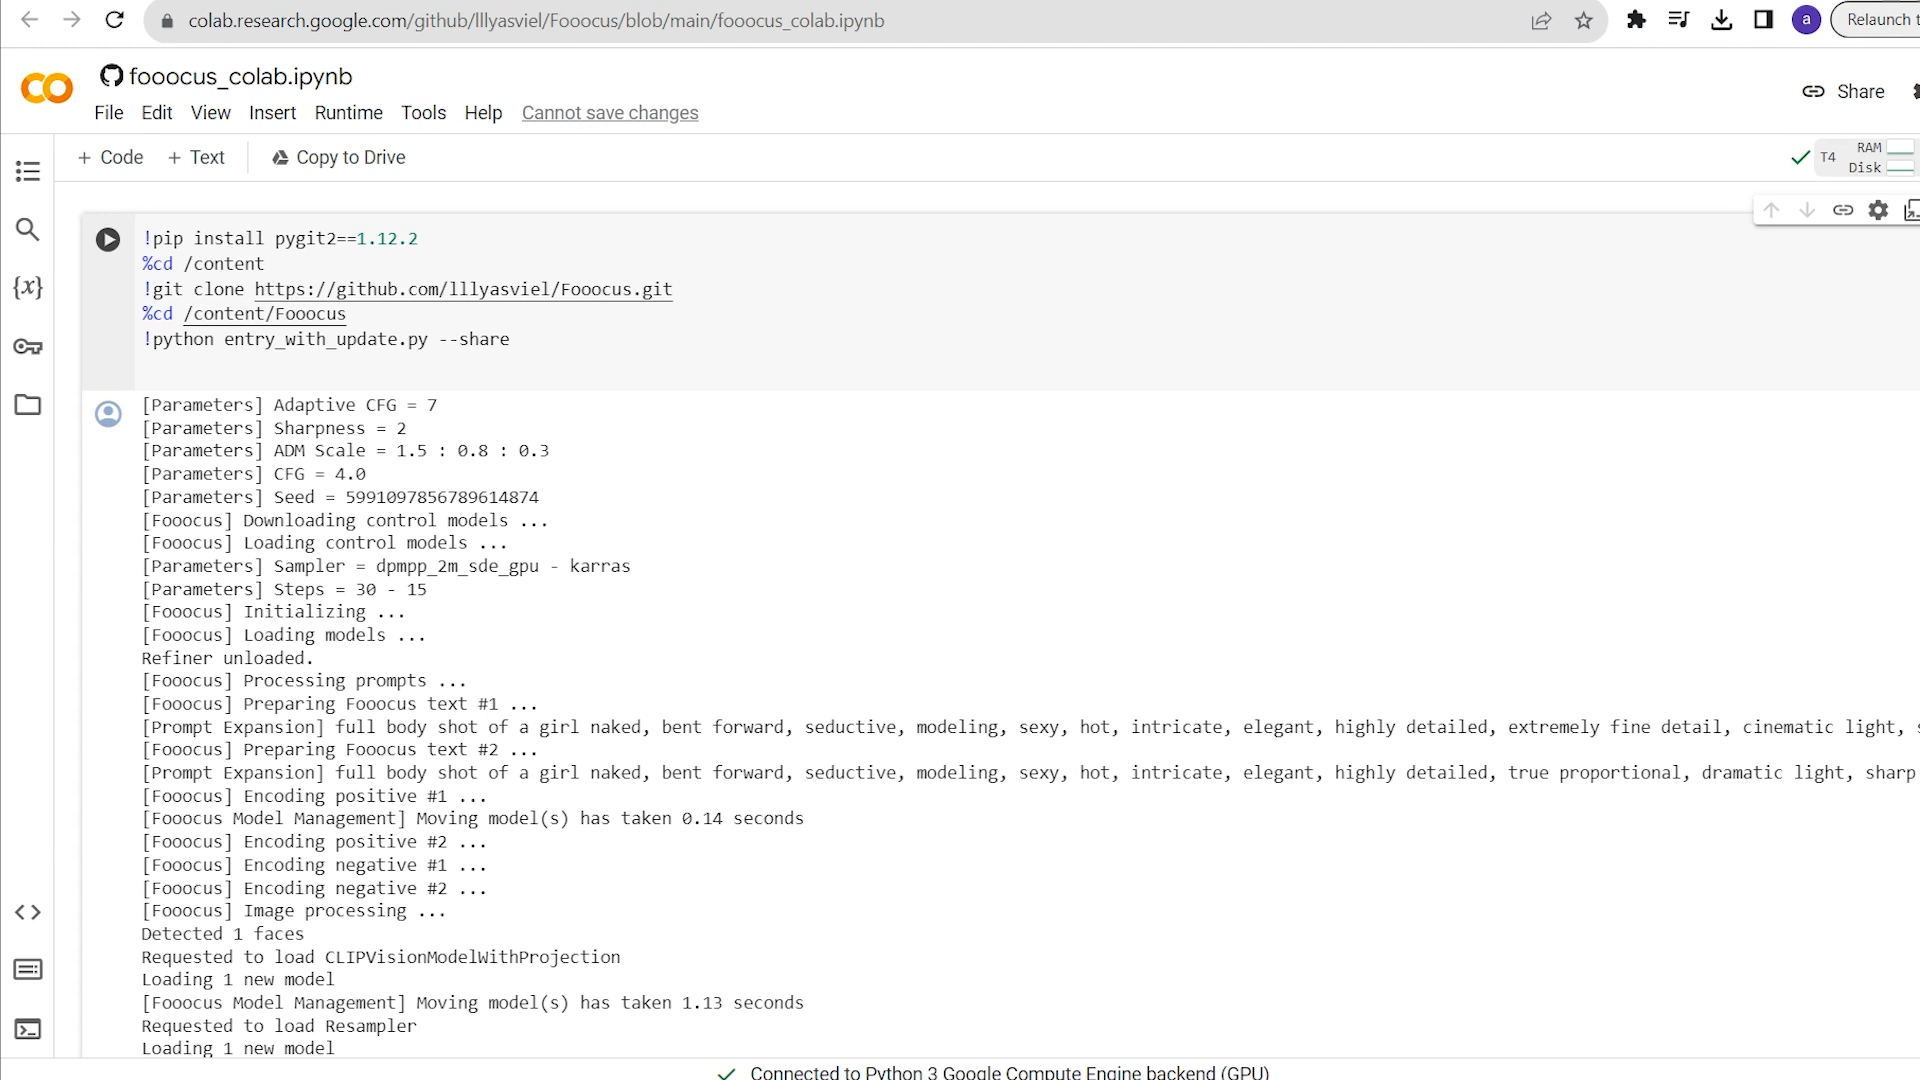 colab.research.google.com/github/lllyasviel/Fooocus/blob/main/fooocus_colab.ipynb
a
Relaunch t
fooocus_colab.ipynb
File Edit View Insert Runtime Tools Help Cannot save changes
Share
+ Code + Text Copy to Drive
T4 RAM
Disk
!pip install pygit2==1.12.2
%cd /content
!git clone https://github.com/lllyasviel/Fooocus.git
%cd /content/Fooocus
!python entry_with_update.py --share
[Parameters] Adaptive CFG = 7
[Parameters] Sharpness = 2
[Parameters] ADM Scale = 1.5 : 0.8 : 0.3
[Parameters] CFG = 4.0
[Parameters] Seed = 5991097856789614874
[Fooocus] Downloading control models ...
[Fooocus] Loading control models ...
[Parameters] Sampler = dpmpp_2m_sde_gpu - karras
[Parameters] Steps = 30 - 15
[Fooocus] Initializing ...
[Fooocus] Loading models ...
Refiner unloaded.
[Fooocus] Processing prompts ...
[Fooocus] Preparing Fooocus text #1 ...
[Prompt Expansion] full body shot of a girl naked, bent forward, seductive, modeling, sexy, hot, intricate, elegant, highly detailed, extremely fine detail, cinematic light, s
[Fooocus] Preparing Fooocus text #2 ...
[Prompt Expansion] full body shot of a girl naked, bent forward, seductive, modeling, sexy, hot, intricate, elegant, highly detailed, true proportional, dramatic light, sharp
[Fooocus] Encoding positive #1 ...
[Fooocus Model Management] Moving model(s) has taken 0.14 seconds
[Fooocus] Encoding positive #2 ...
[Fooocus] Encoding negative #1 ...
[Fooocus] Encoding negative #2 ...
[Fooocus] Image processing ...
Detected 1 faces
Requested to load CLIPVisionModelWithProjection
Loading 1 new model
[Fooocus Model Management] Moving model(s) has taken 1.13 seconds
Requested to load Resampler
Loading 1 new model
Connected to Python 3 Google Compute Engine backend (GPU)